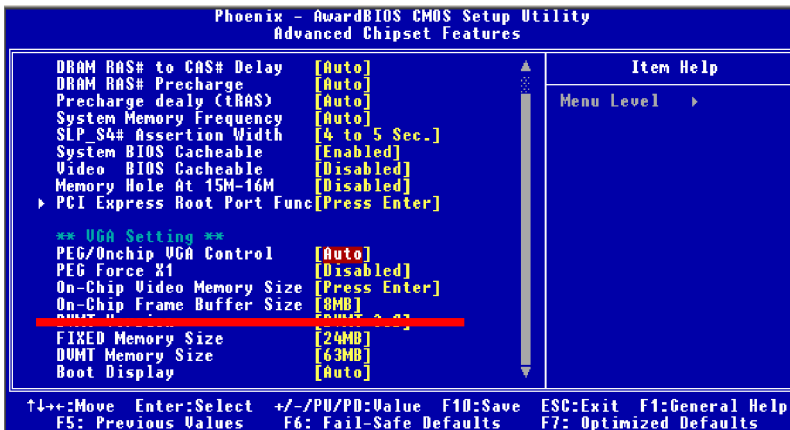 Phoenix - AwardBIOS CMOS Setup Utility
Advanced Chipset Features
DRAM RAS# to CAS# Delay [Auto]
DRAM RAS# Precharge [Auto]
Precharge dealy (tRAS) [Auto]
System Memory Frequency [Auto]
SLP_S4# Assertion Width [4 to 5 Sec.]
System BIOS Cacheable [Enabled]
Video BIOS Cacheable [Disabled]
Memory Hole At 15M-16M [Disabled]
PCI Express Root Port Func[Press Enter]
** VGA Setting **
PEG/Onchip VGA Control [Auto]
PEG Force X1 [Disabled]
On-Chip Video Memory Size [Press Enter]
On-Chip Frame Buffer Size [8MB]
FIXED Memory Size [24MB]
DVMT Memory Size [63MB]
Boot Display [Auto]
Item Help
Menu Level
↑↓→←:Move Enter:Select +/-/PU/PD:Value F10:Save ESC:Exit F1:General Help
F5: Previous Values F6: Fail-Safe Defaults F7: Optimized Defaults